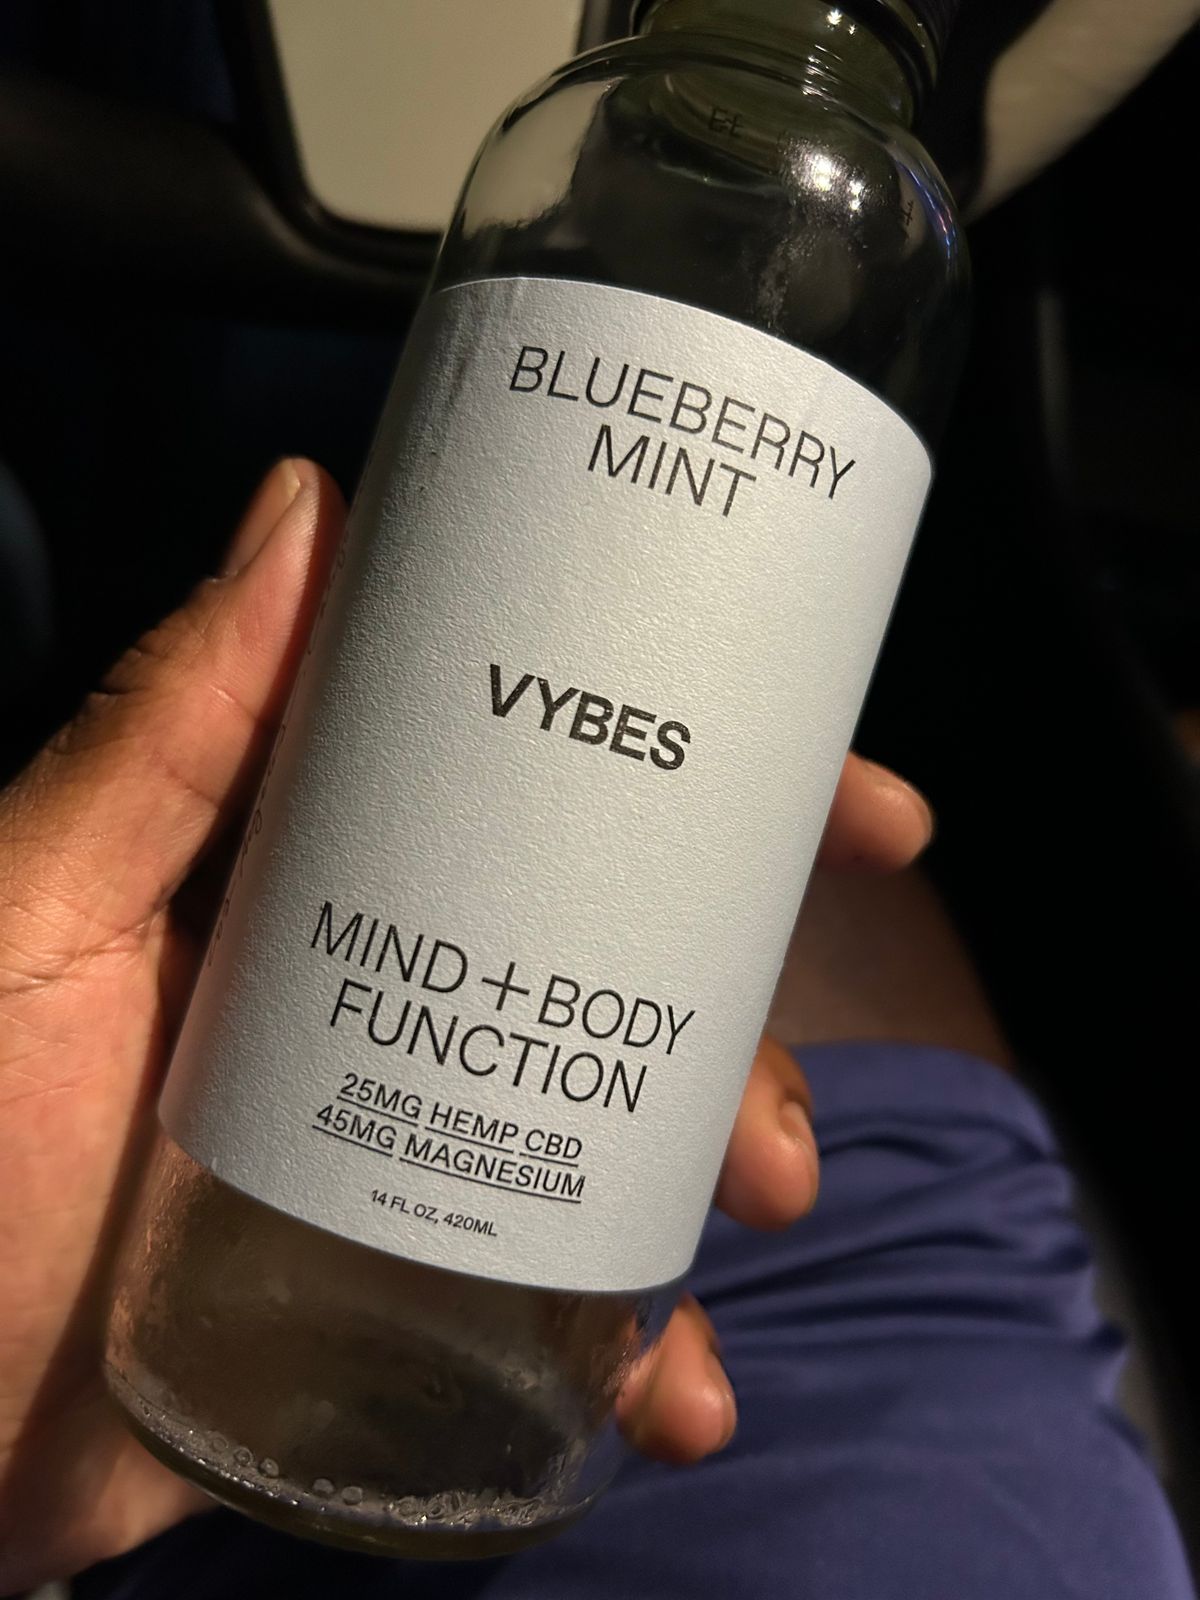 BLUEBERRY
MINT
VYBES
MIND + BODY
FUNCTION
25MG HEMP CBD
45MG MAGNESIUM
14 FL OZ, 420ML